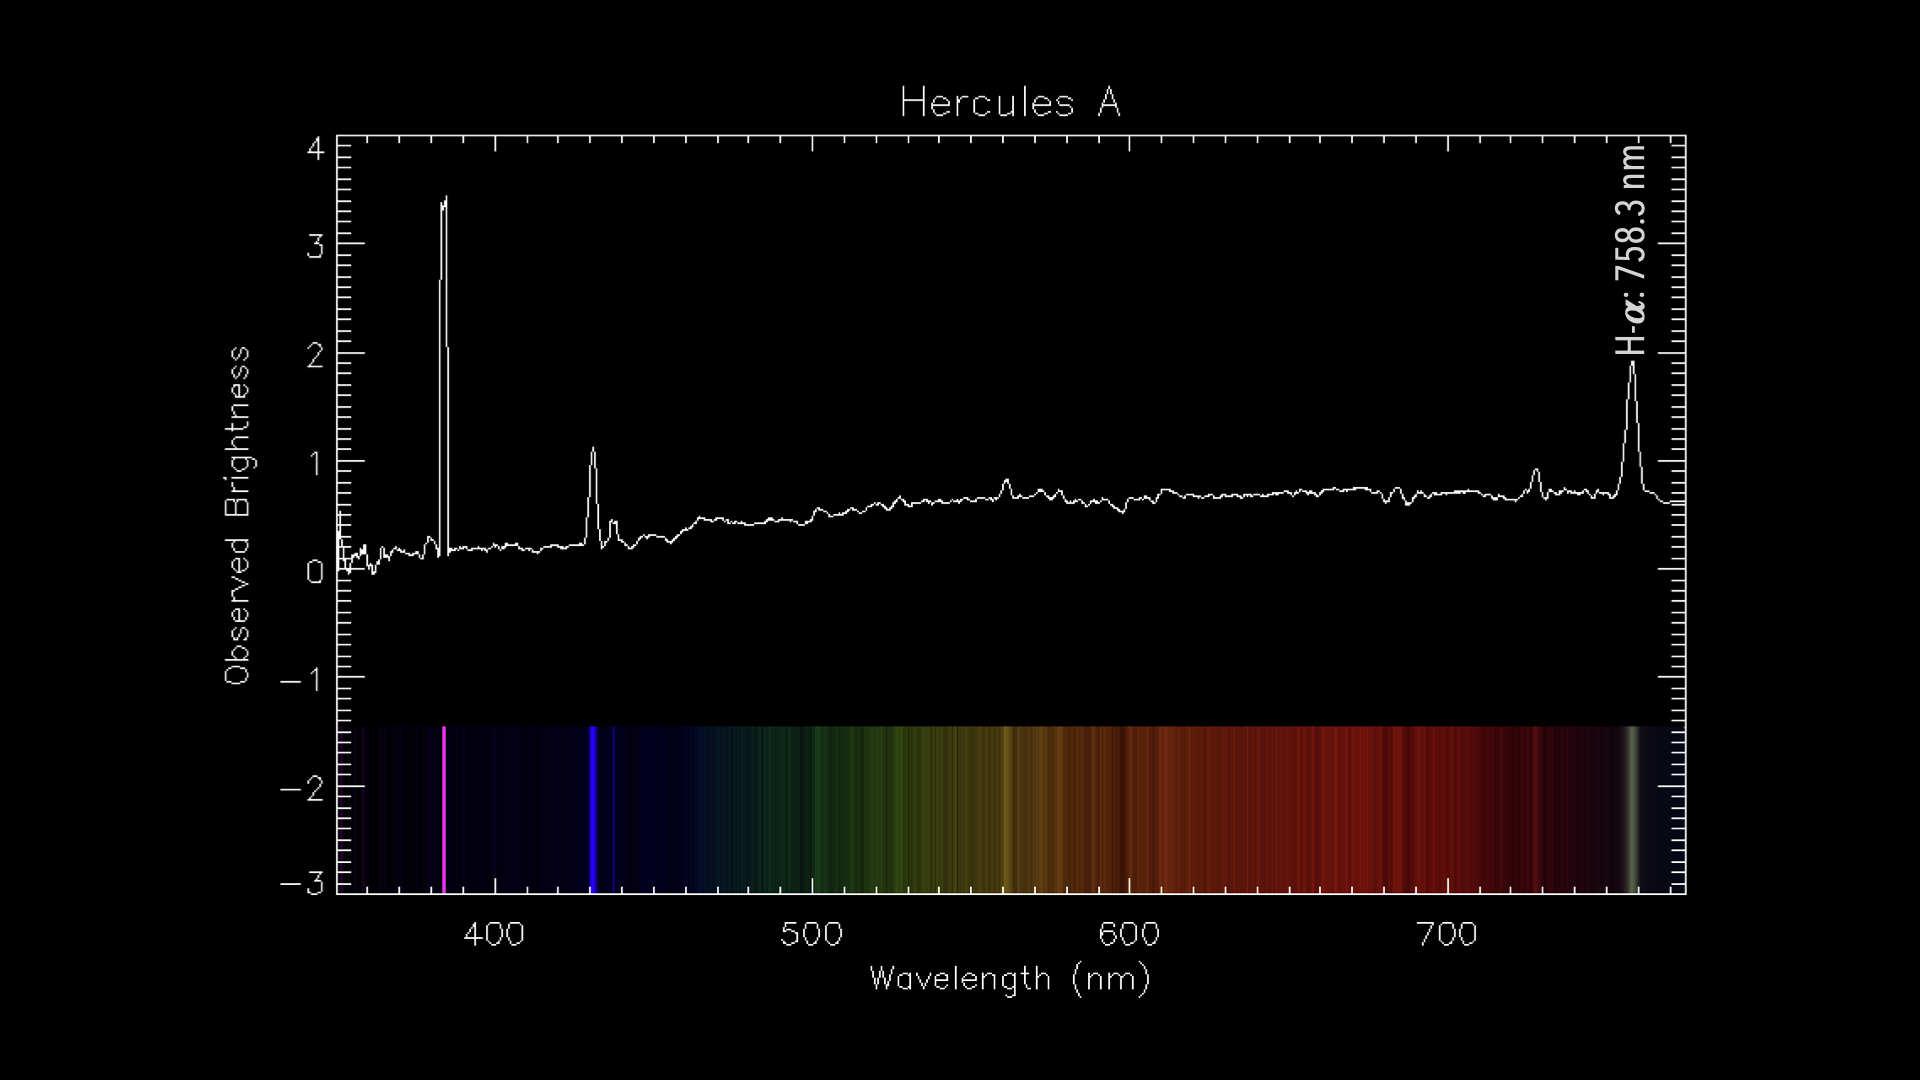 Hercules A
H-α: 758.3 nm
4
3
2
1
0
−1
−2
−3
Observed Brightness
400 500 600 700
Wavelength (nm)